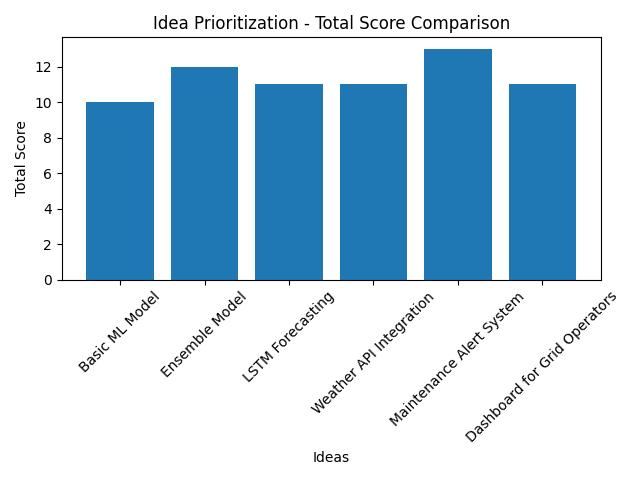 Idea Prioritization - Total Score Comparison
Total Score
12
10
8
6
4
2
0
Basic ML Model
Ensemble Model
LSTM Forecasting
Weather API Integration
Maintenance Alert System
Dashboard for Grid Operators
Ideas